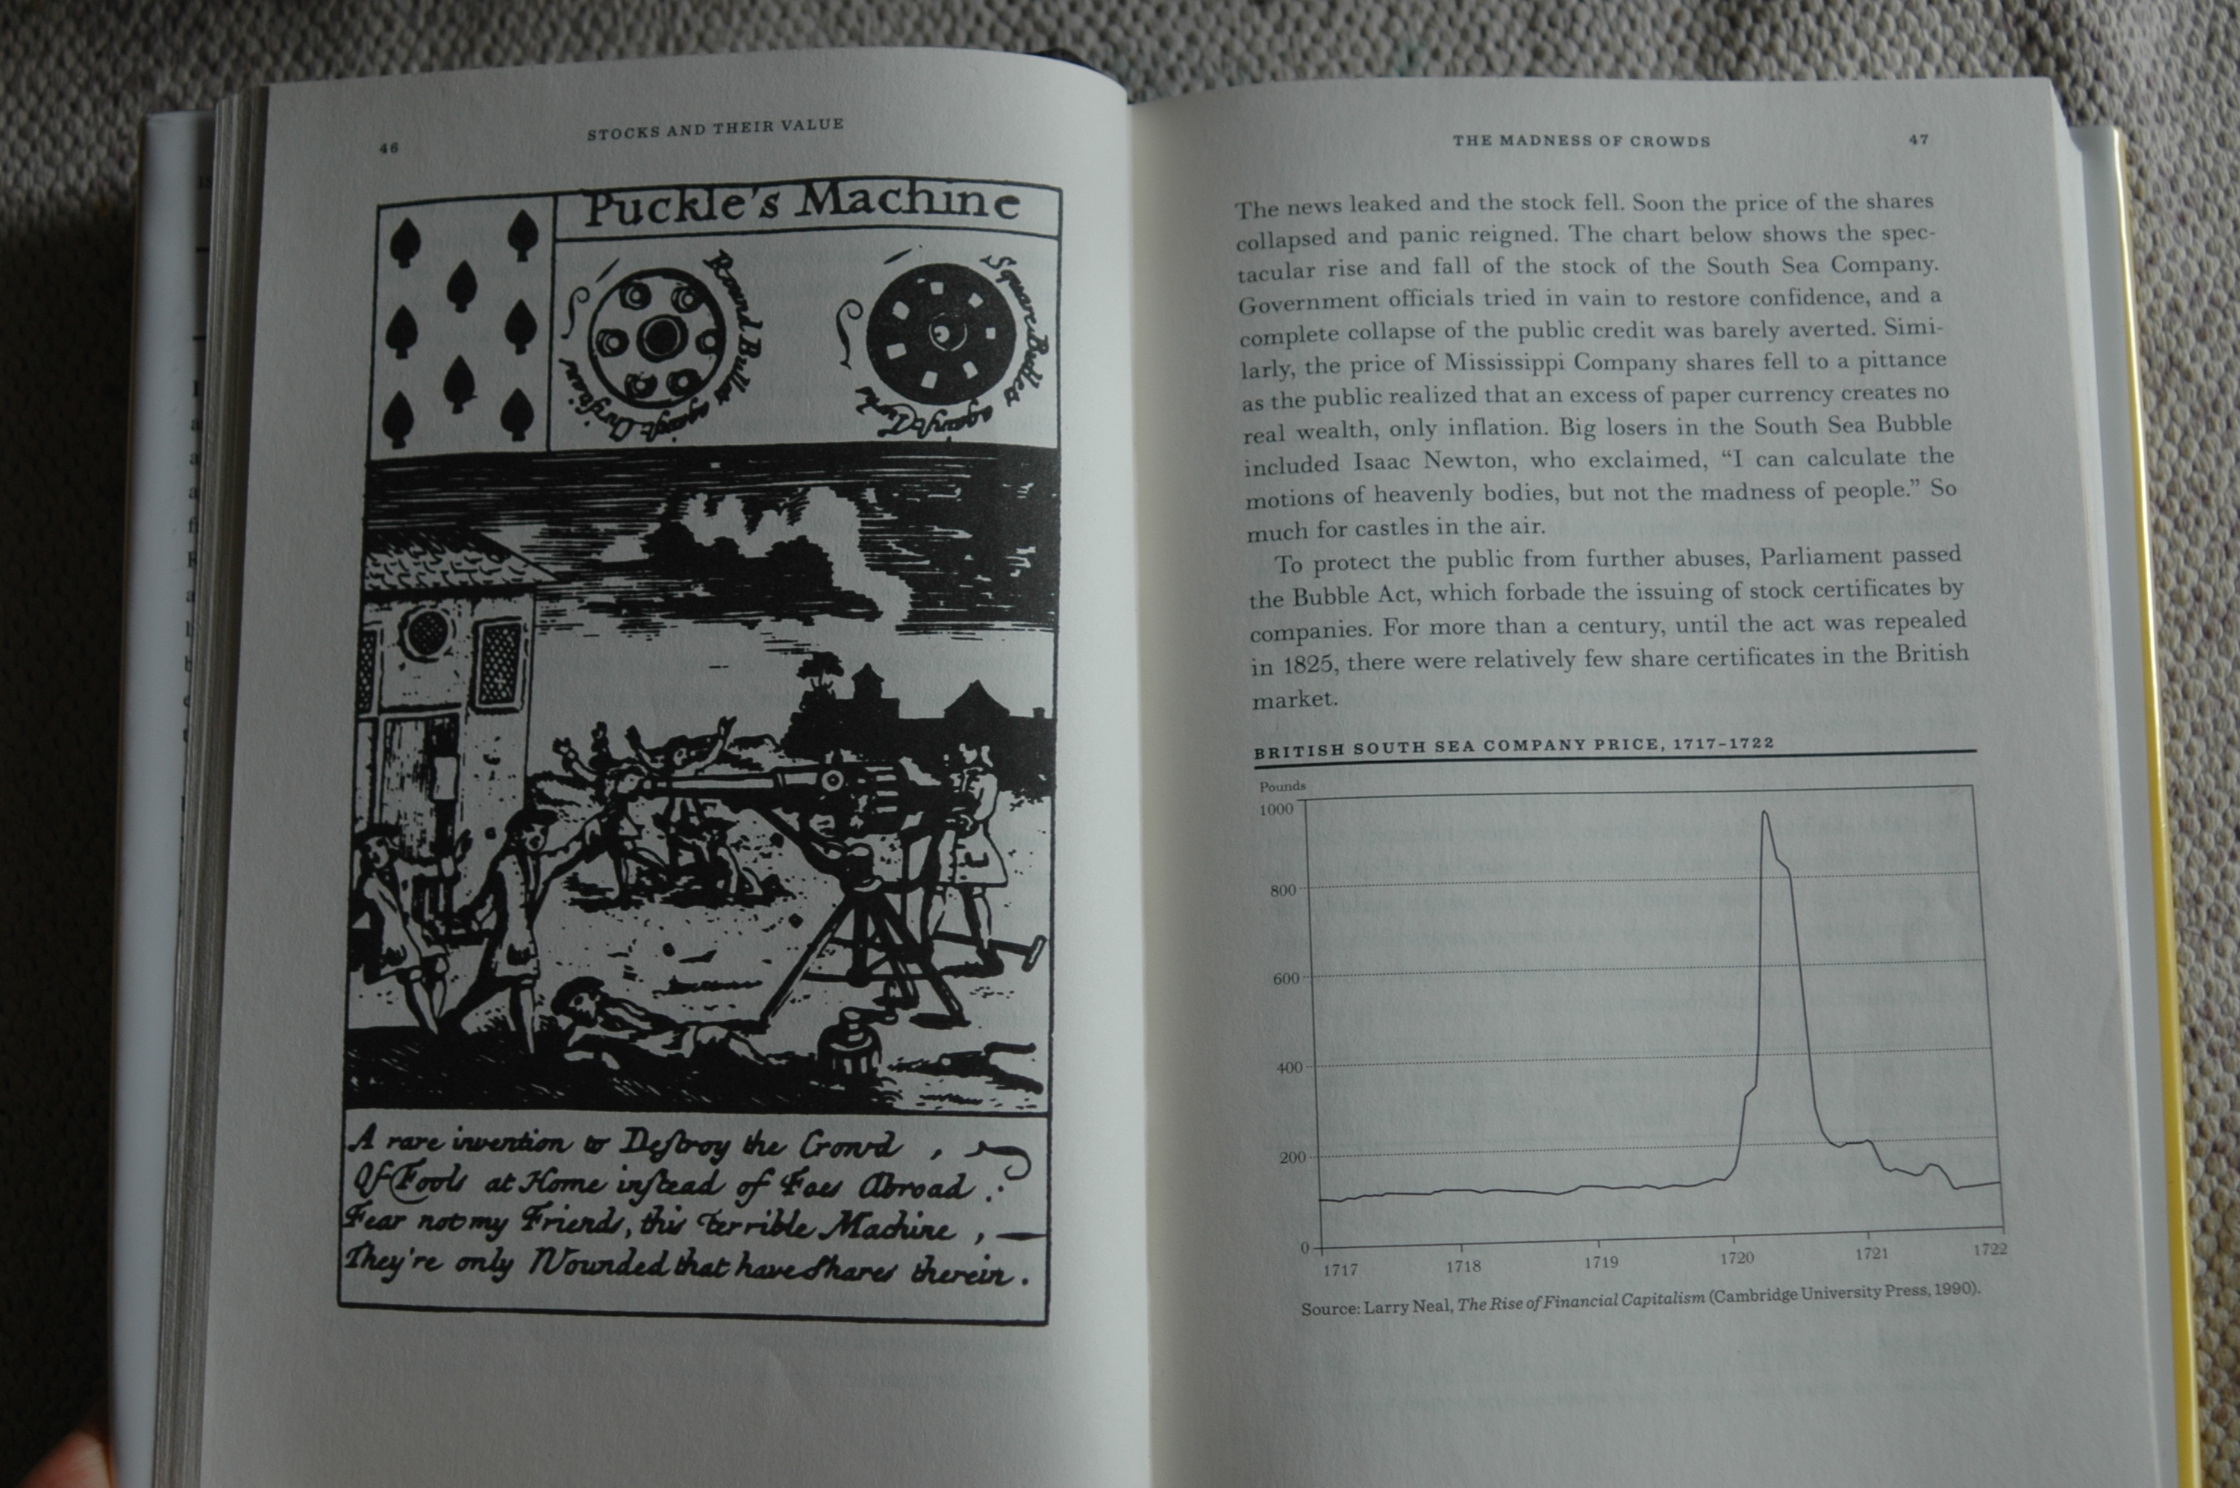 46
STOCKS AND THEIR VALUE
Puckle's Machine
Round Bullets
Square Bullets
A rare invention to Destroy the Crowd,
Of Fools at Home instead of Foes Abroad:
Fear not my Friend, this Terrible Machine,
They're only Wounded that have Shares therein.
THE MADNESS OF CROWDS
47
The news leaked and the stock fell. Soon the price of the shares
collapsed and panic reigned. The chart below shows the spec-
tacular rise and fall of the stock of the South Sea Company.
Government officials tried in vain to restore confidence, and a
complete collapse of the public credit was barely averted. Simi-
larly, the price of Mississippi Company shares fell to a pittance
as the public realized that an excess of paper currency creates no
real wealth, only inflation. Big losers in the South Sea Bubble
included Isaac Newton, who exclaimed, “I can calculate the
motions of heavenly bodies, but not the madness of people.” So
much for castles in the air.
To protect the public from further abuses, Parliament passed
the Bubble Act, which forbade the issuing of stock certificates by
companies. For more than a century, until the act was repealed
in 1825, there were relatively few share certificates in the British
market.
BRITISH SOUTH SEA COMPANY PRICE, 1717–1722
Pounds
1000
800
600
400
200
0
1717 1718 1719 1720 1721 1722
Source: Larry Neal, The Rise of Financial Capitalism (Cambridge University Press, 1990).